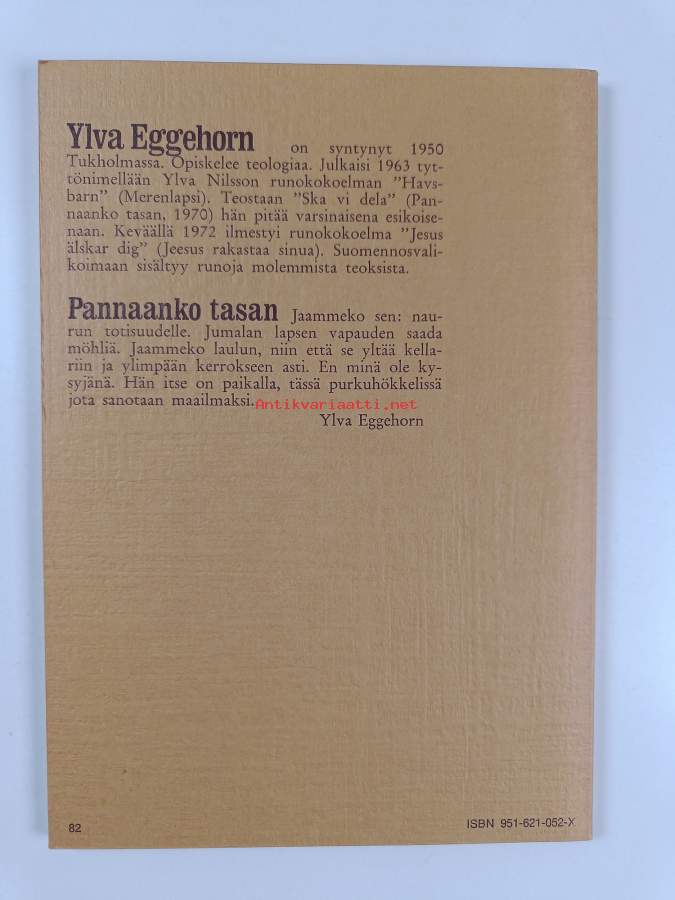 Ylva Eggehorn on syntynyt 1950
Tukholmassa. Opiskelee teologiaa. Julkaisi 1963 tyt-
tönimellään Ylva Nilsson runokokoelman ”Havs-
barn” (Merenlapsi). Teostaan ”Ska vi dela” (Pan-
naanko tasan, 1970) hän pitää varsinaisena esikoise-
naan. Keväällä 1972 ilmestyi runokokoelma ”Jesus
älskar dig” (Jeesus rakastaa sinua). Suomennosvali-
koimaan sisältyy runoja molemmista teoksista.
Pannaanko tasan Jaammeko sen: nau-
run totisuudelle. Jumalan lapsen vapauden saada
möhliä. Jaammeko laulun, niin että se yltää kella-
riin ja ylimpään kerrokseen asti. En minä ole ky-
syjänä. Hän itse on paikalla, tässä purkuhökkelissä
jota sanotaan maailmaksi.
Antikvariaatti.net
Ylva Eggehorn
82
ISBN 951-621-052-X